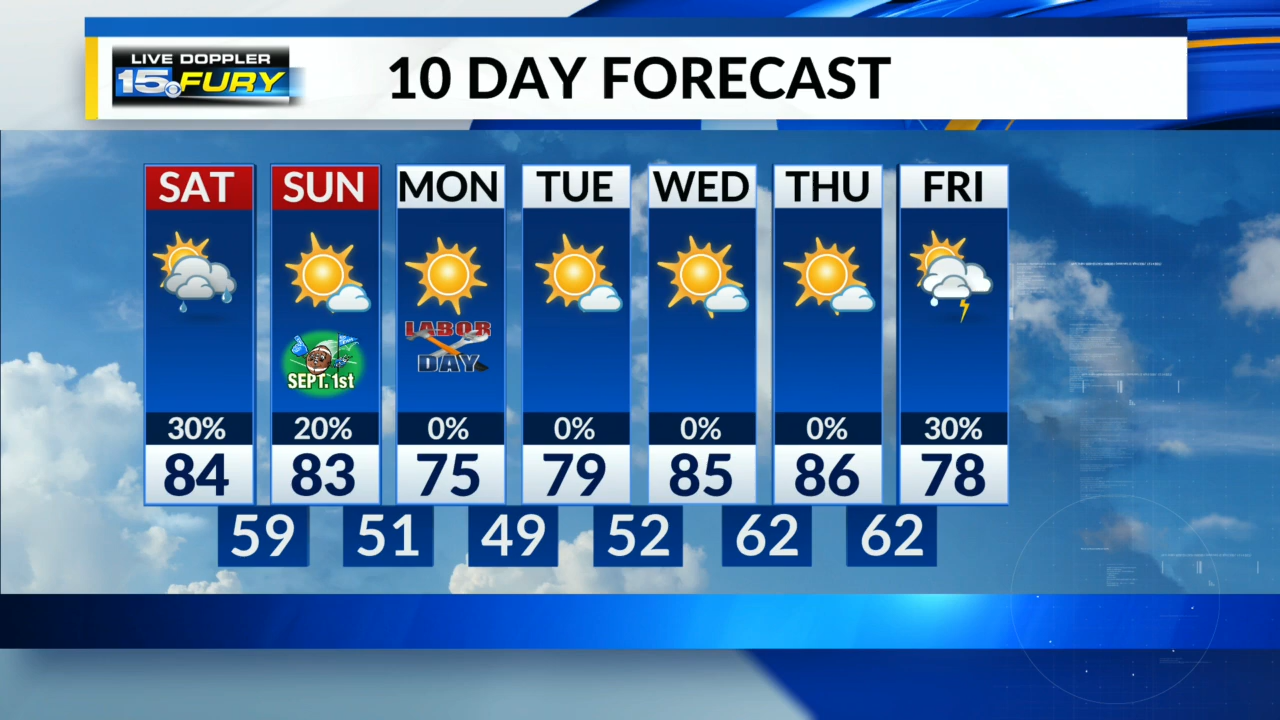 LIVE DOPPLER
15 FURY
10 DAY FORECAST
SAT SUN MON TUE WED THU FRI
LABOR
DAY
SEPT. 1st
30% 20% 0% 0% 0% 0% 30%
84 83 75 79 85 86 78
59 51 49 52 62 62